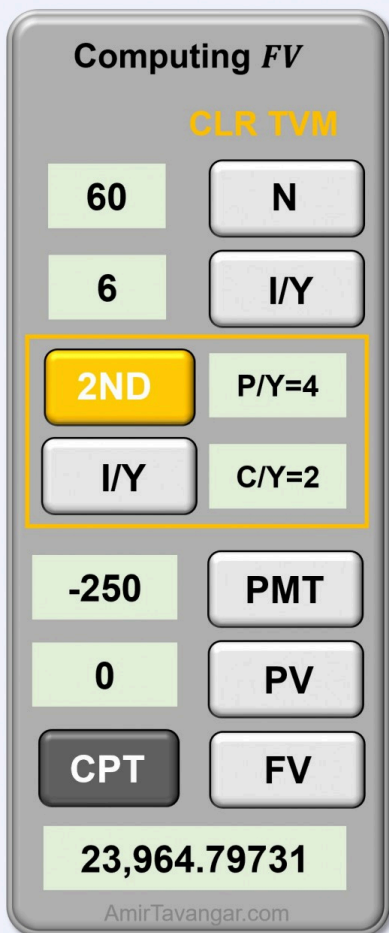 Computing FV
CLR TVM
60 N
6 I/Y
2ND P/Y=4
I/Y C/Y=2
-250 PMT
0 PV
CPT FV
23,964.79731
AmirTavangar.com